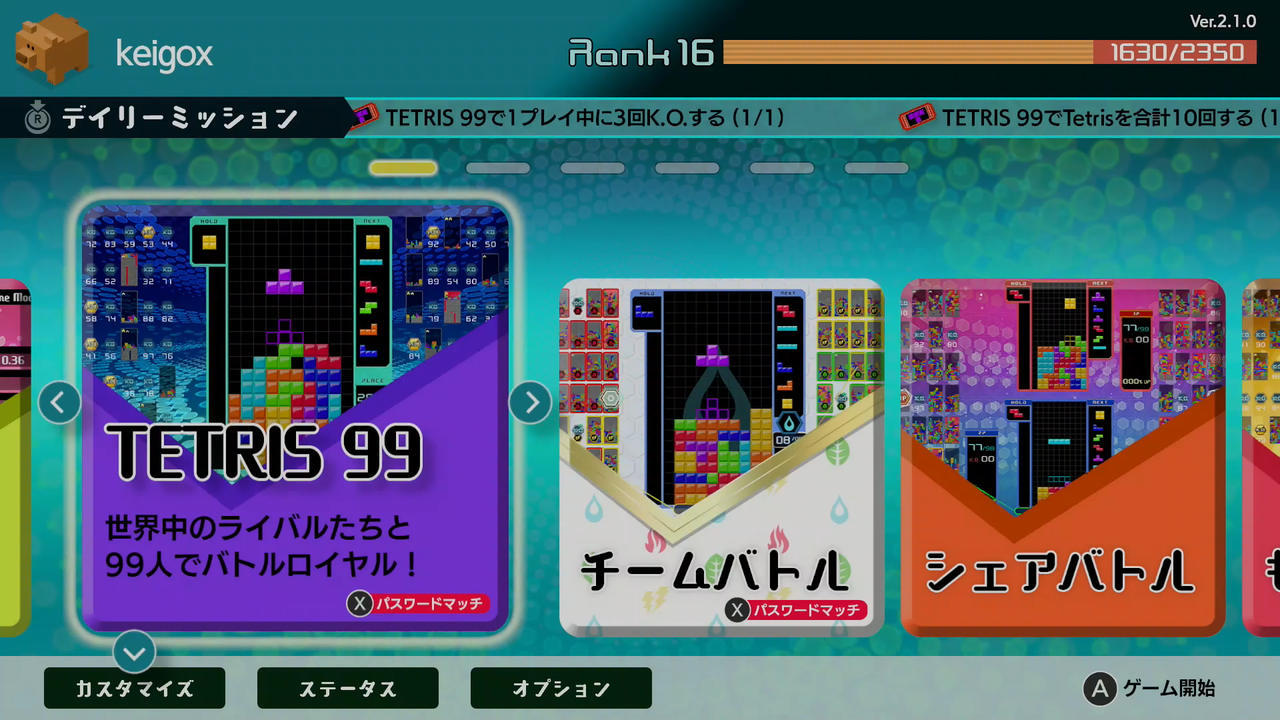 Ver.2.1.0
keigox
Rank 16
1630/2350
デイリーミッション
TETRIS 99で1プレイ中に3回K.O.する (1/1)
TETRIS 99でTetrisを合計10回する (1
TETRIS 99
世界中のライバルたちと
99人でバトルロイヤル！
X パスワードマッチ
チームバトル
X パスワードマッチ
シェアバトル
カスタマイズ
ステータス
オプション
A ゲーム開始